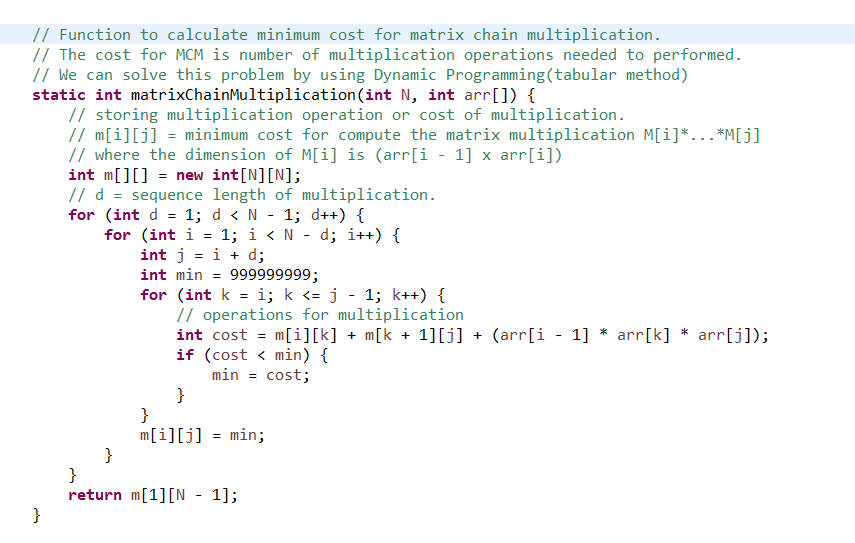 // Function to calculate minimum cost for matrix chain multiplication.
// The cost for MCM is number of multiplication operations needed to performed.
// We can solve this problem by using Dynamic Programming(tabular method)
static int matrixChainMultiplication(int N, int arr[]) {
    // storing multiplication operation or cost of multiplication.
    // m[i][j] = minimum cost for compute the matrix multiplication M[i]*...*M[j]
    // where the dimension of M[i] is (arr[i - 1] x arr[i])
    int m[][] = new int[N][N];
    // d = sequence length of multiplication.
    for (int d = 1; d < N - 1; d++) {
        for (int i = 1; i < N - d; i++) {
            int j = i + d;
            int min = 999999999;
            for (int k = i; k <= j - 1; k++) {
                // operations for multiplication
                int cost = m[i][k] + m[k + 1][j] + (arr[i - 1] * arr[k] * arr[j]);
                if (cost < min) {
                    min = cost;
                }
            }
            m[i][j] = min;
        }
    }
    return m[1][N - 1];
}